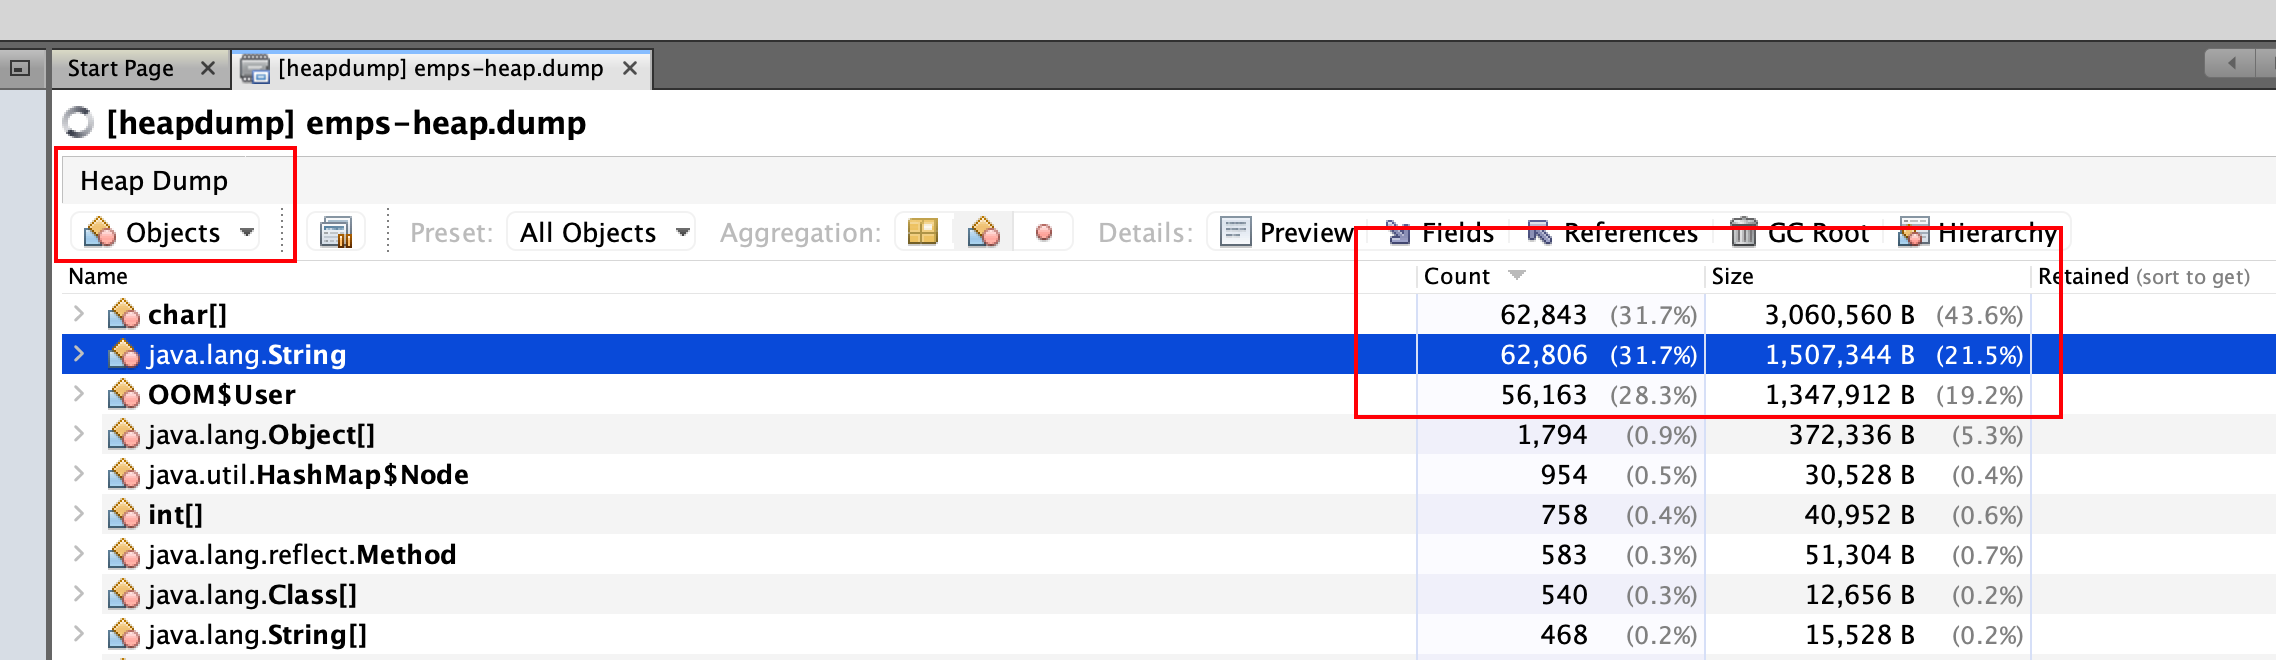 Start Page [heapdump] emps-heap.dump
[heapdump] emps-heap.dump
Heap Dump
Objects Preset: All Objects Aggregation: Details: Preview Fields References GC Root Hierarchy
Name Count Size Retained (sort to get)
char[] 62,843 (31.7%) 3,060,560 B (43.6%)
java.lang.String 62,806 (31.7%) 1,507,344 B (21.5%)
OOM$User 56,163 (28.3%) 1,347,912 B (19.2%)
java.lang.Object[] 1,794 (0.9%) 372,336 B (5.3%)
java.util.HashMap$Node 954 (0.5%) 30,528 B (0.4%)
int[] 758 (0.4%) 40,952 B (0.6%)
java.lang.reflect.Method 583 (0.3%) 51,304 B (0.7%)
java.lang.Class[] 540 (0.3%) 12,656 B (0.2%)
java.lang.String[] 468 (0.2%) 15,528 B (0.2%)